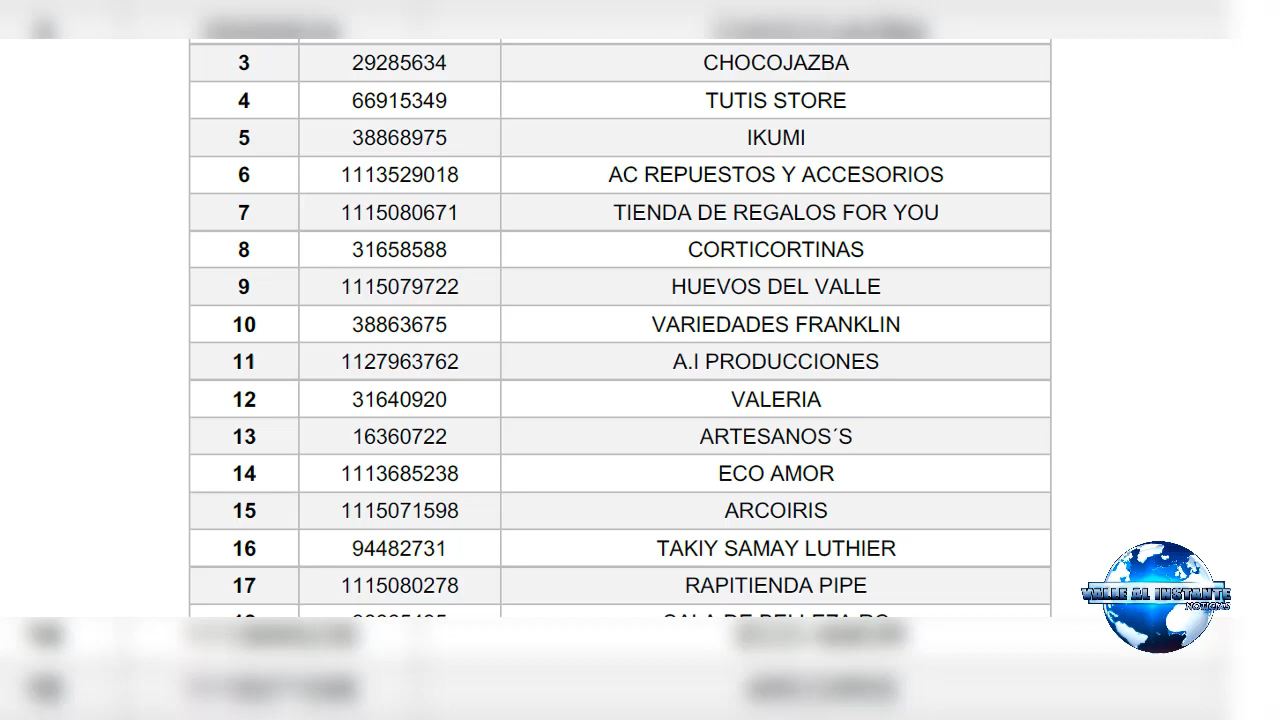 3 29285634 CHOCOJAZBA
4 66915349 TUTIS STORE
5 38868975 IKUMI
6 1113529018 AC REPUESTOS Y ACCESORIOS
7 1115080671 TIENDA DE REGALOS FOR YOU
8 31658588 CORTICORTINAS
9 1115079722 HUEVOS DEL VALLE
10 38863675 VARIEDADES FRANKLIN
11 1127963762 A.I PRODUCCIONES
12 31640920 VALERIA
13 16360722 ARTESANOS´S
14 1113685238 ECO AMOR
15 1115071598 ARCOIRIS
16 94482731 TAKIY SAMAY LUTHIER
17 1115080278 RAPITIENDA PIPE
VALLE AL INSTANTE
NOTICIAS